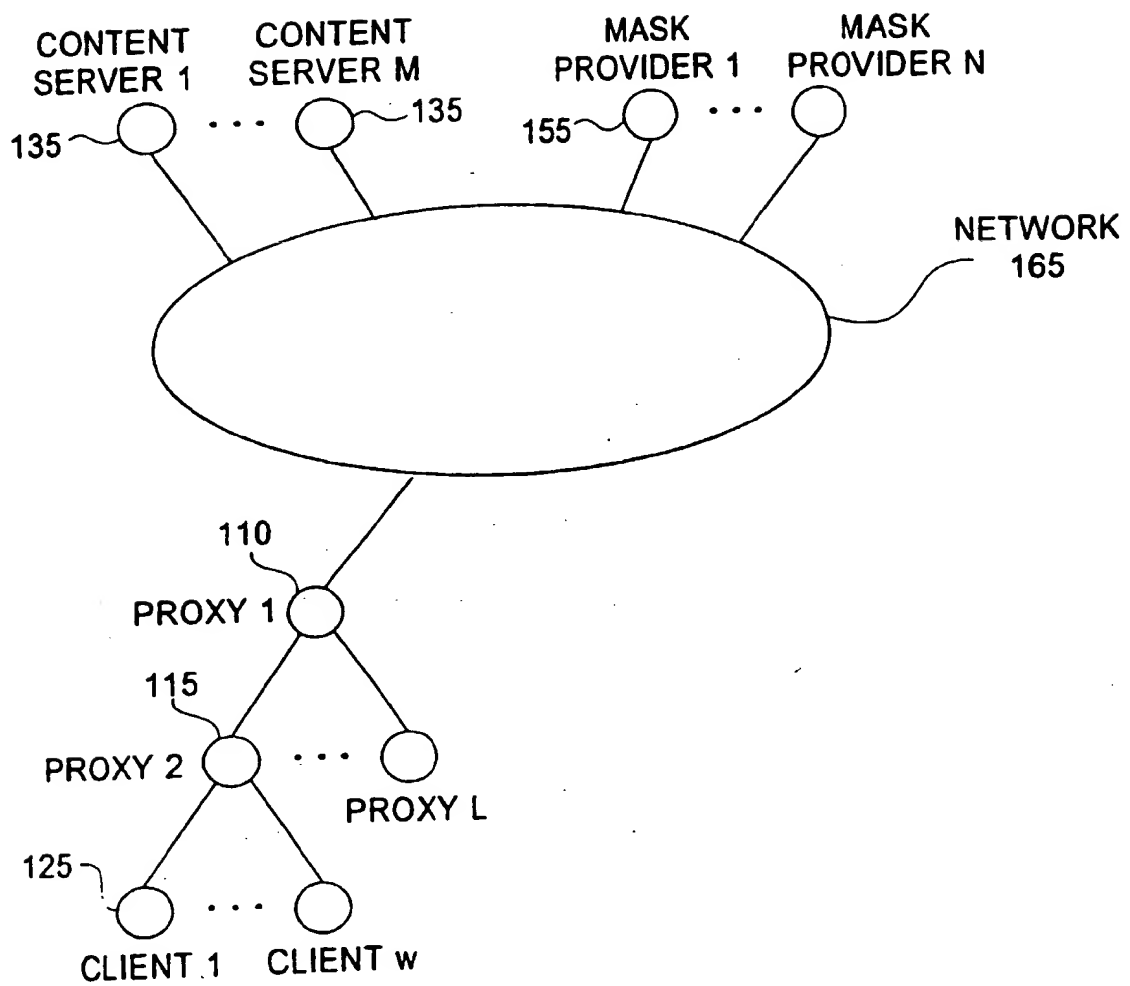 CONTENT
SERVER 1
CONTENT
SERVER M
MASK
PROVIDER 1
MASK
PROVIDER N
135
...
135
155
...
NETWORK
165
110
PROXY 1
115
PROXY 2
...
PROXY L
125
...
CLIENT 1
CLIENT w